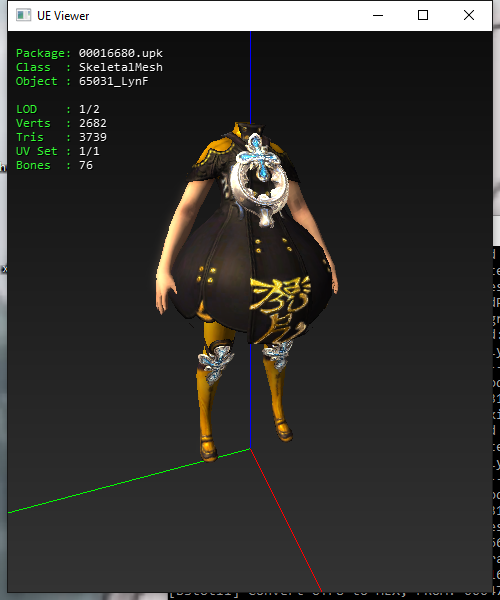 UE Viewer
Package: 00016680.upk
Class : SkeletalMesh
Object : 65031_LynF
LOD : 1/2
Verts : 2682
Tris : 3739
UV Set : 1/1
Bones : 76